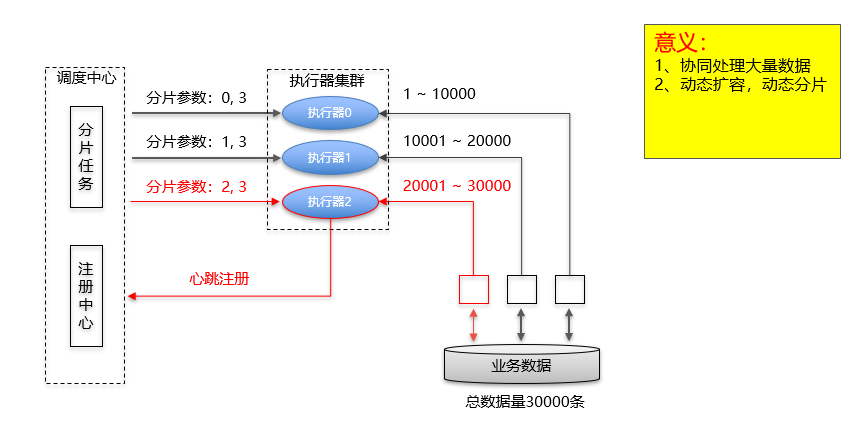 意义：
1、协同处理大量数据
2、动态扩容，动态分片
调度中心
执行器集群
分片任务
分片参数：0, 3
执行器0
1 ~ 10000
分片参数：1, 3
执行器1
10001 ~ 20000
分片参数：2, 3
执行器2
20001 ~ 30000
注册中心
心跳注册
业务数据
总数据量30000条